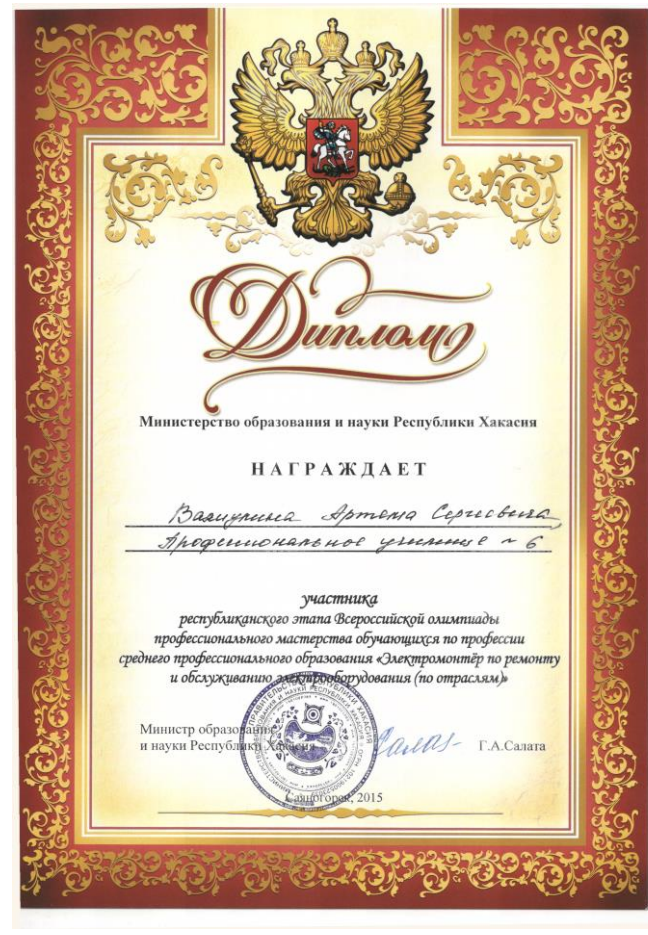 Диплом
Министерство образования и науки Республики Хакасия
НАГРАЖДАЕТ
Артема Сергеевича
Профессиональное училище № 6
участника
республиканского этапа Всероссийской олимпиады
профессионального мастерства обучающихся по профессии
среднего профессионального образования «Электромонтёр по ремонту
и обслуживанию электрооборудования (по отраслям)»
Министр образования
и науки Республики Хакасия Г.А.Салата
Саяногорск, 2015